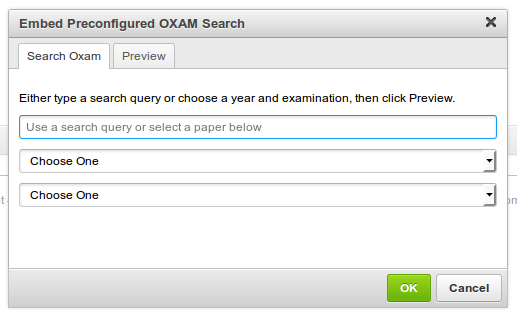 Embed Preconfigured OXAM Search
Search Oxam Preview
Either type a search query or choose a year and examination, then click Preview.
Use a search query or select a paper below
Choose One
Choose One
OK Cancel